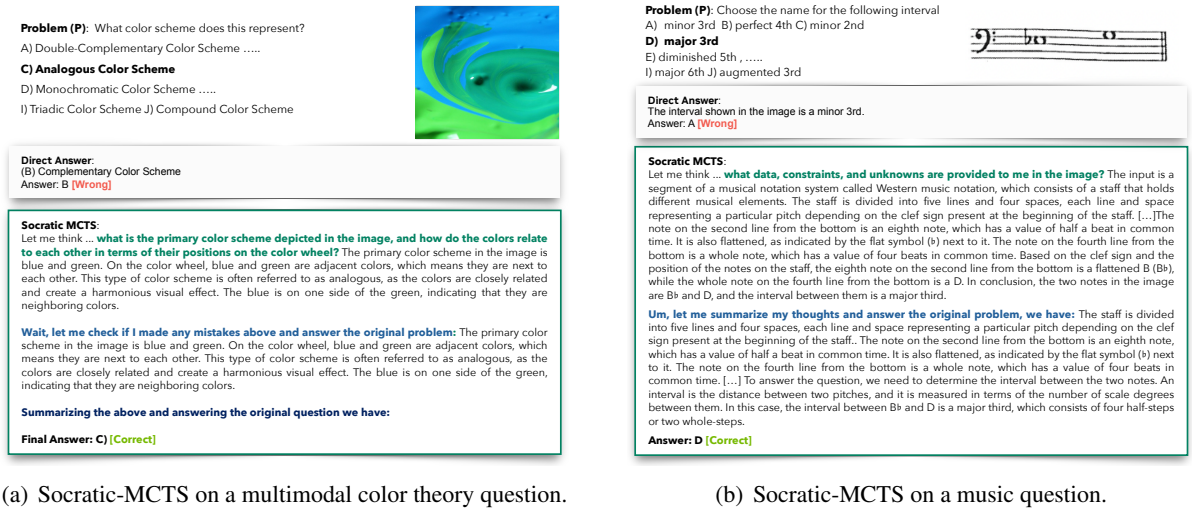 Problem (P): What color scheme does this represent?
A) Double-Complementary Color Scheme …..
C) Analogous Color Scheme
D) Monochromatic Color Scheme …..
I) Triadic Color Scheme J) Compound Color Scheme
Direct Answer:
(B) Complementary Color Scheme
Answer: B [Wrong]
Socratic MCTS:
Let me think ... what is the primary color scheme depicted in the image, and how do the colors relate
to each other in terms of their positions on the color wheel? The primary color scheme in the image is
blue and green. On the color wheel, blue and green are adjacent colors, which means they are next to
each other. This type of color scheme is often referred to as analogous, as the colors are closely related
and create a harmonious visual effect. The blue is on one side of the green, indicating that they are
neighboring colors.
Wait, let me check if I made any mistakes above and answer the original problem: The primary color
scheme in the image is blue and green. On the color wheel, blue and green are adjacent colors, which
means they are next to each other. This type of color scheme is often referred to as analogous, as the
colors are closely related and create a harmonious visual effect. The blue is on one side of the green,
indicating that they are neighboring colors.
Summarizing the above and answering the original question we have:
Final Answer: C) [Correct]
(a) Socratic-MCTS on a multimodal color theory question.
Problem (P): Choose the name for the following interval
A) minor 3rd B) perfect 4th C) minor 2nd
D) major 3rd
E) diminished 5th , …..
I) major 6th J) augmented 3rd
Direct Answer:
The interval shown in the image is a minor 3rd.
Answer: A [Wrong]
Socratic MCTS:
Let me think ... what data, constraints, and unknowns are provided to me in the image? The input is a
segment of a musical notation system called Western music notation, which consists of a staff that holds
different musical elements. The staff is divided into five lines and four spaces, each line and space
representing a particular pitch depending on the clef sign present at the beginning of the staff. [...]The
note on the second line from the bottom is an eighth note, which has a value of half a beat in common
time. It is also flattened, as indicated by the flat symbol (♭) next to it. The note on the fourth line from the
bottom is a whole note, which has a value of four beats in common time. Based on the clef sign and the
position of the notes on the staff, the eighth note on the second line from the bottom is a flattened B (B♭),
while the whole note on the fourth line from the bottom is a D. In conclusion, the two notes in the image
are B♭ and D, and the interval between them is a major third.
Um, let me summarize my thoughts and answer the original problem, we have: The staff is divided
into five lines and four spaces, each line and space representing a particular pitch depending on the clef
sign present at the beginning of the staff.. The note on the second line from the bottom is an eighth note,
which has a value of half a beat in common time. It is also flattened, as indicated by the flat symbol (♭) next
to it. The note on the fourth line from the bottom is a whole note, which has a value of four beats in
common time. [...] To answer the question, we need to determine the interval between the two notes. An
interval is the distance between two pitches, and it is measured in terms of the number of scale degrees
between them. In this case, the interval between B♭ and D is a major third, which consists of four half-steps
or two whole-steps.
Answer: D [Correct]
(b) Socratic-MCTS on a music question.